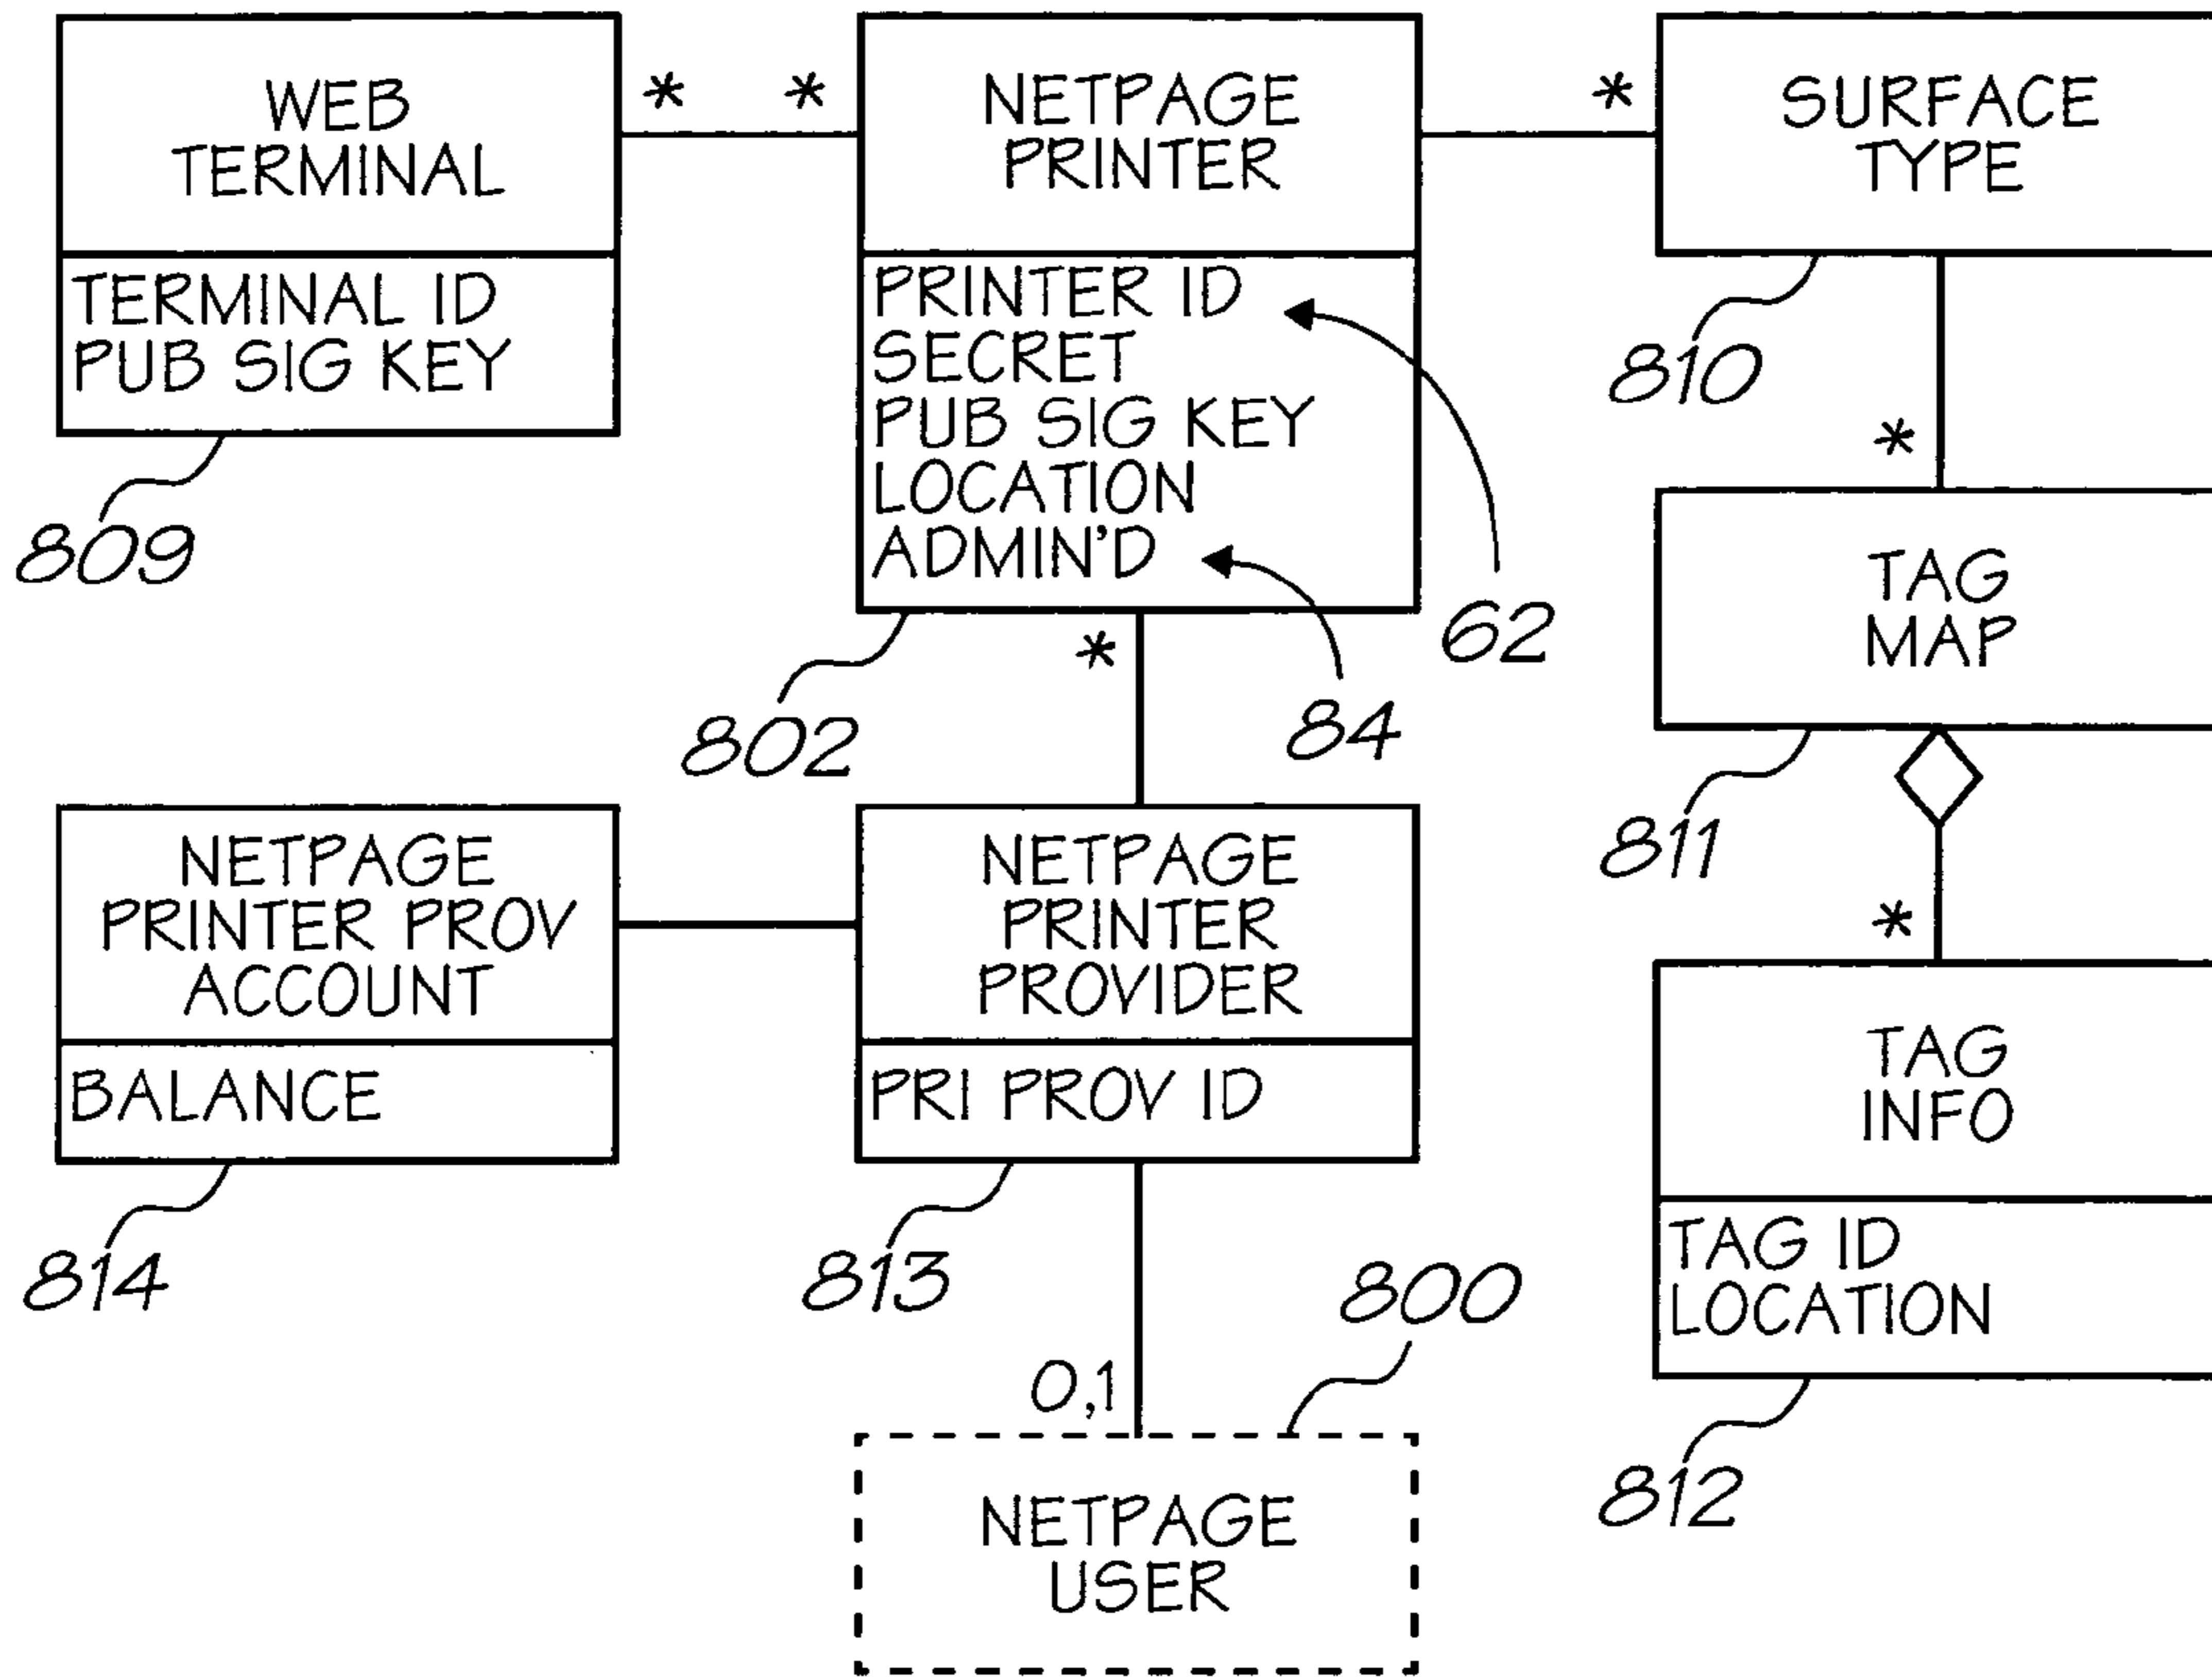 WEB
TERMINAL
TERMINAL ID
PUB SIG KEY
809
*
*
NETPAGE
PRINTER
PRINTER ID
SECRET
PUB SIG KEY
LOCATION
ADMIN'D
62
84
802
*
*
SURFACE
TYPE
810
*
TAG
MAP
811
*
TAG
INFO
TAG ID
LOCATION
812
NETPAGE
PRINTER PROV
ACCOUNT
BALANCE
814
NETPAGE
PRINTER
PROVIDER
PRI PROV ID
813
800
0,1
NETPAGE
USER